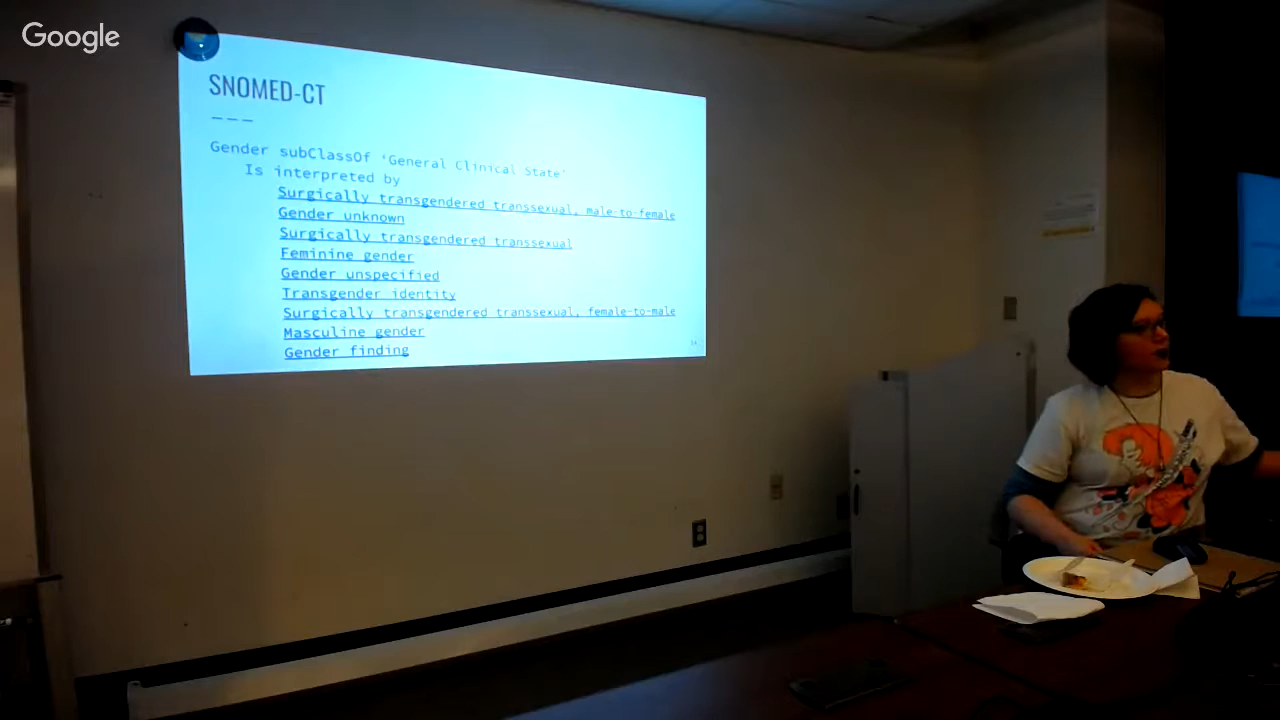 Google
SNOMED-CT
---
Gender subClassOf ‘General Clinical State’
Is interpreted by
Surgically transgendered transsexual, male-to-female
Gender unknown
Surgically transgendered transsexual
Feminine gender
Gender unspecified
Transgender identity
Surgically transgendered transsexual, female-to-male
Masculine gender
Gender finding